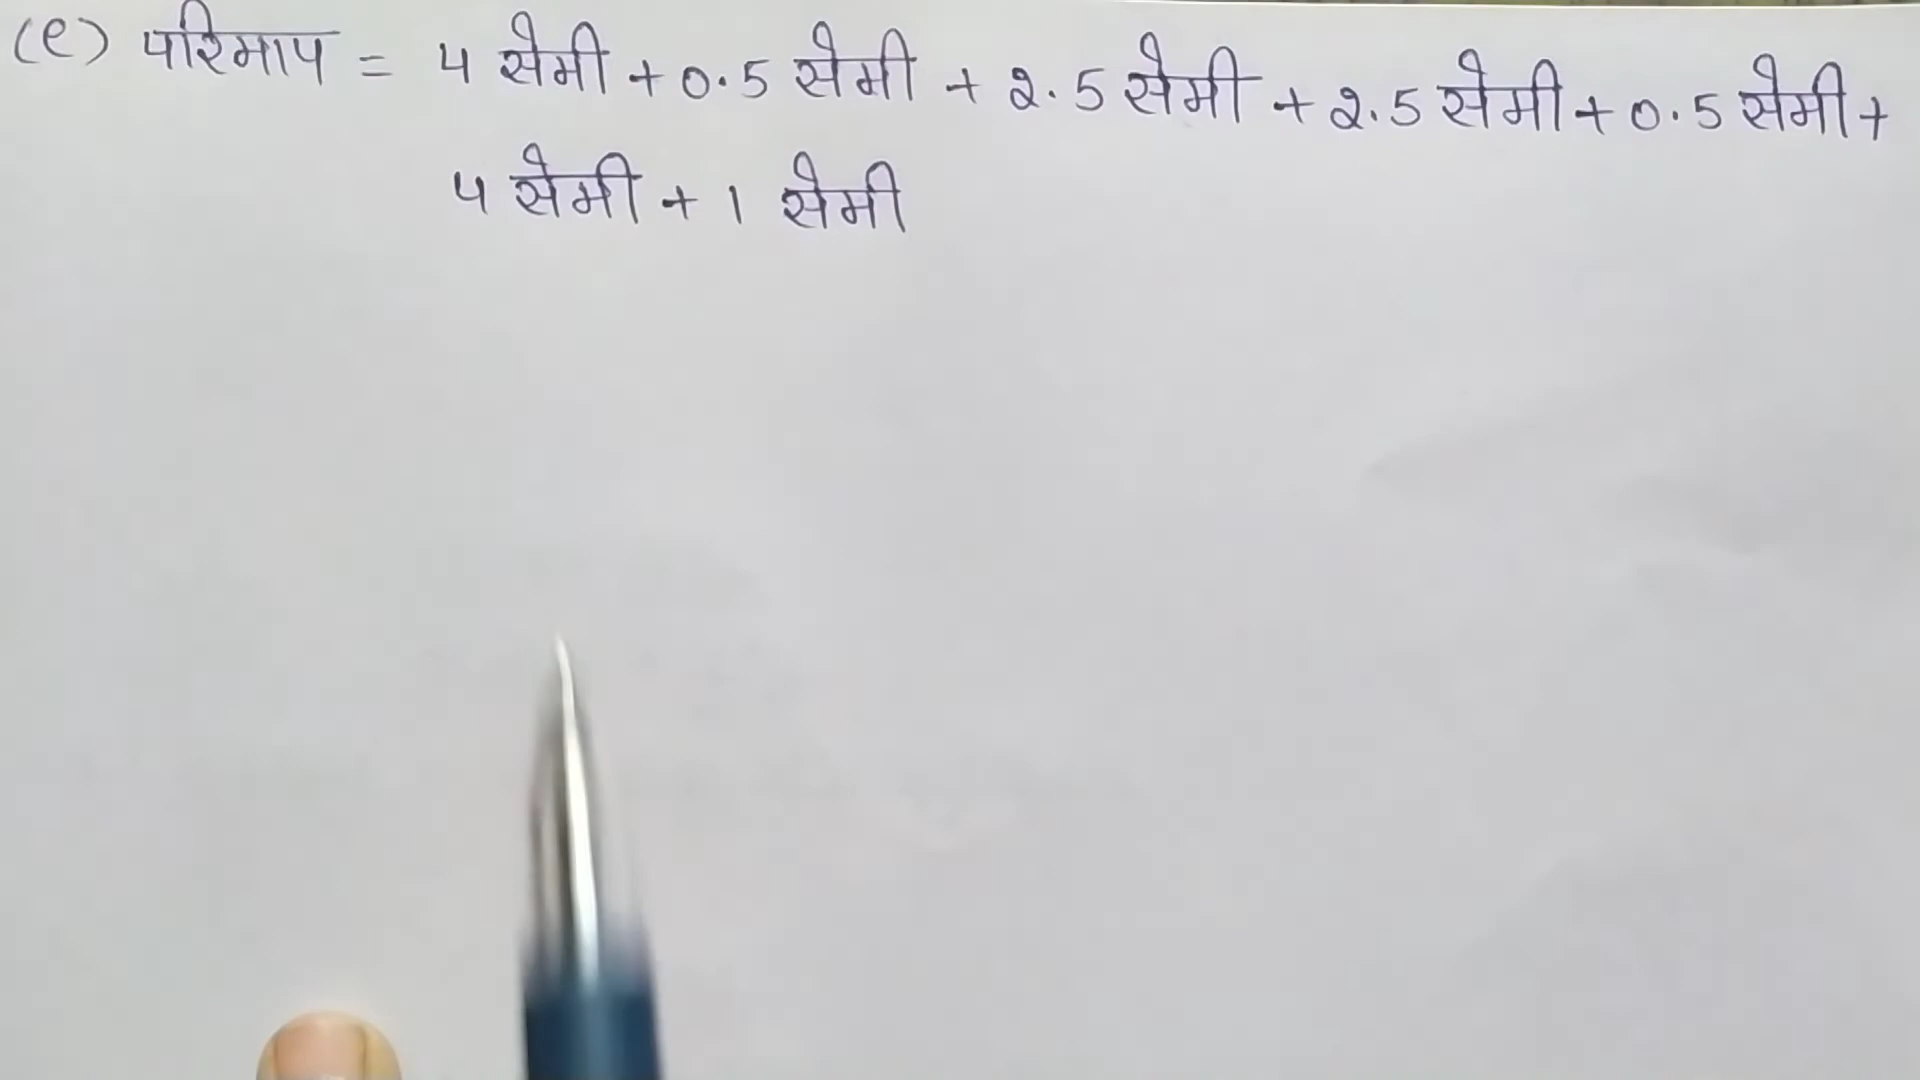 (e) परिमाप = 4 सेमी + 0.5 सेमी + 2.5 सेमी + 2.5 सेमी + 0.5 सेमी +
4 सेमी + 1 सेमी